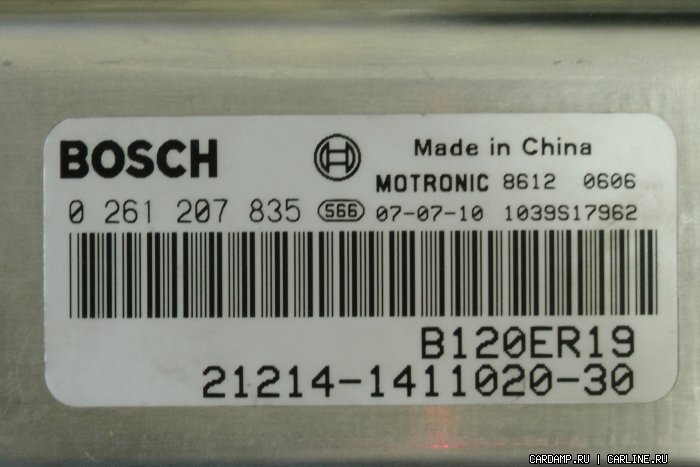 BOSCH
Made in China
MOTRONIC 8612 0606
0 261 207 835 S66 07-07-10 1039S17962
B120ER19
21214-1411020-30
CARDAMP.RU | CARLINE.RU